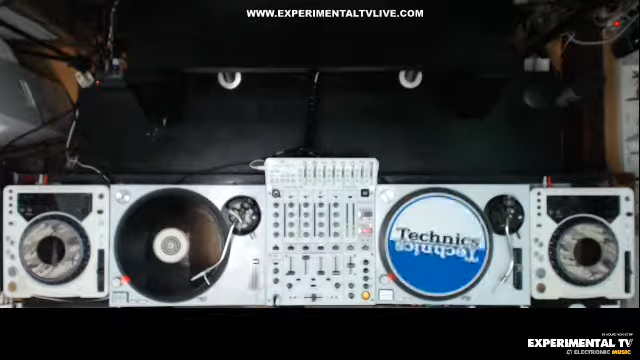 WWW.EXPERIMENTALTVLIVE.COM
Technics
Technics
EXPERIMENTAL TV
ELECTRONIC MUSIC